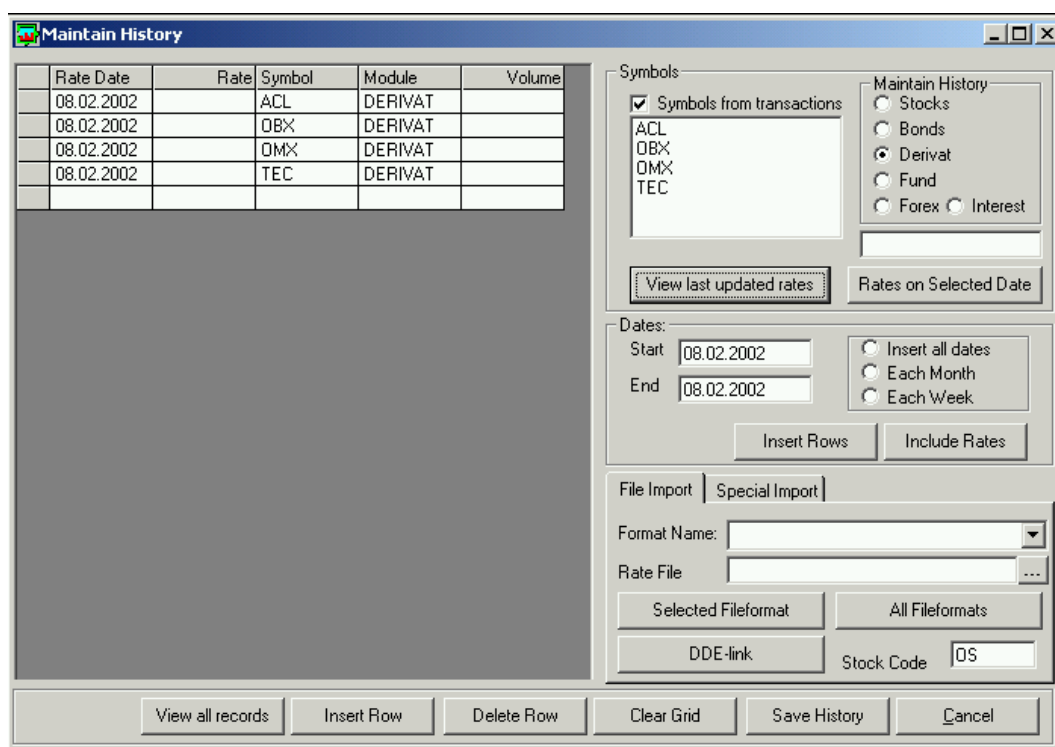 Maintain History
Rate Date Rate Symbol Module Volume
08.02.2002 ACL DERIVAT
08.02.2002 OBX DERIVAT
08.02.2002 OMX DERIVAT
08.02.2002 TEC DERIVAT
Symbols
Symbols from transactions
ACL
OBX
OMX
TEC
Maintain History
Stocks
Bonds
Derivat
Fund
Forex Interest
View last updated rates Rates on Selected Date
Dates:
Start 08.02.2002
End 08.02.2002
Insert all dates
Each Month
Each Week
Insert Rows Include Rates
File Import Special Import
Format Name:
Rate File ...
Selected Fileformat All Fileformats
DDE-link Stock Code OS
View all records Insert Row Delete Row Clear Grid Save History Cancel